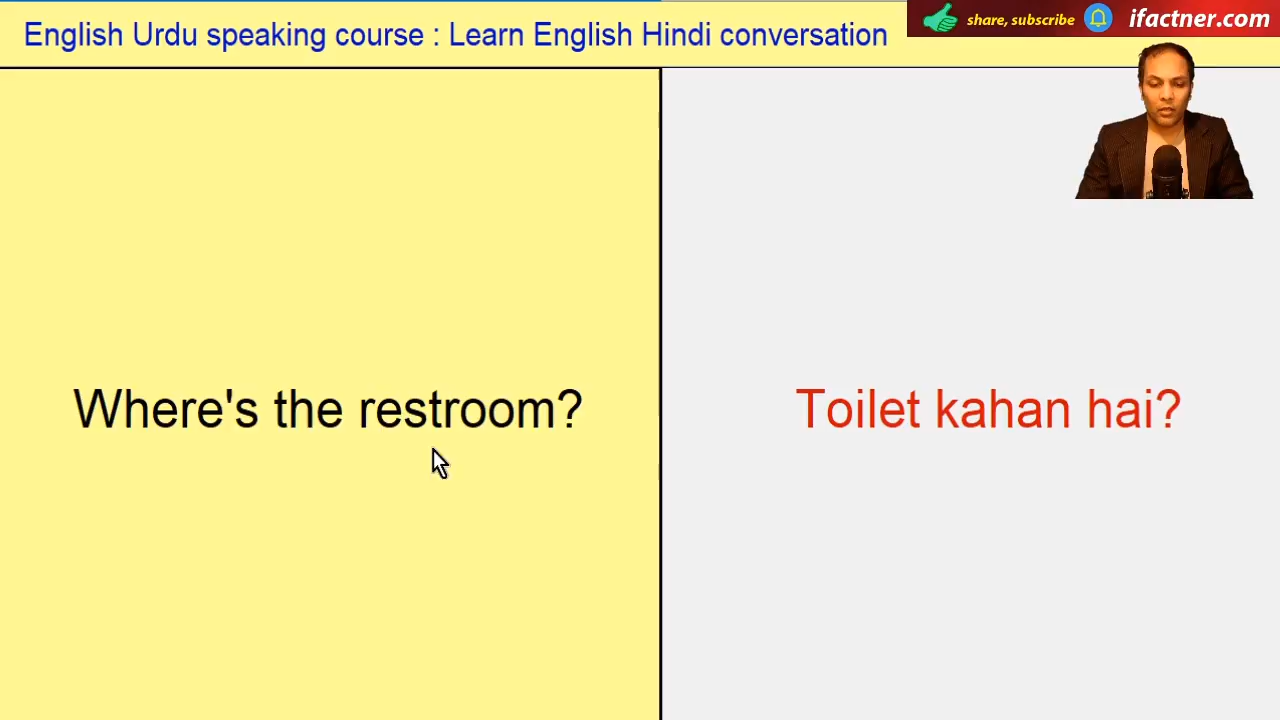 English Urdu speaking course : Learn English Hindi conversation
share, subscribe
ifactner.com
Where's the restroom?
Toilet kahan hai?